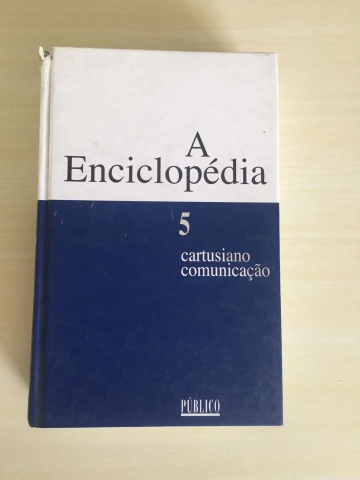 A
Enciclopédia
5
cartusiano
comunicação
PÚBLICO